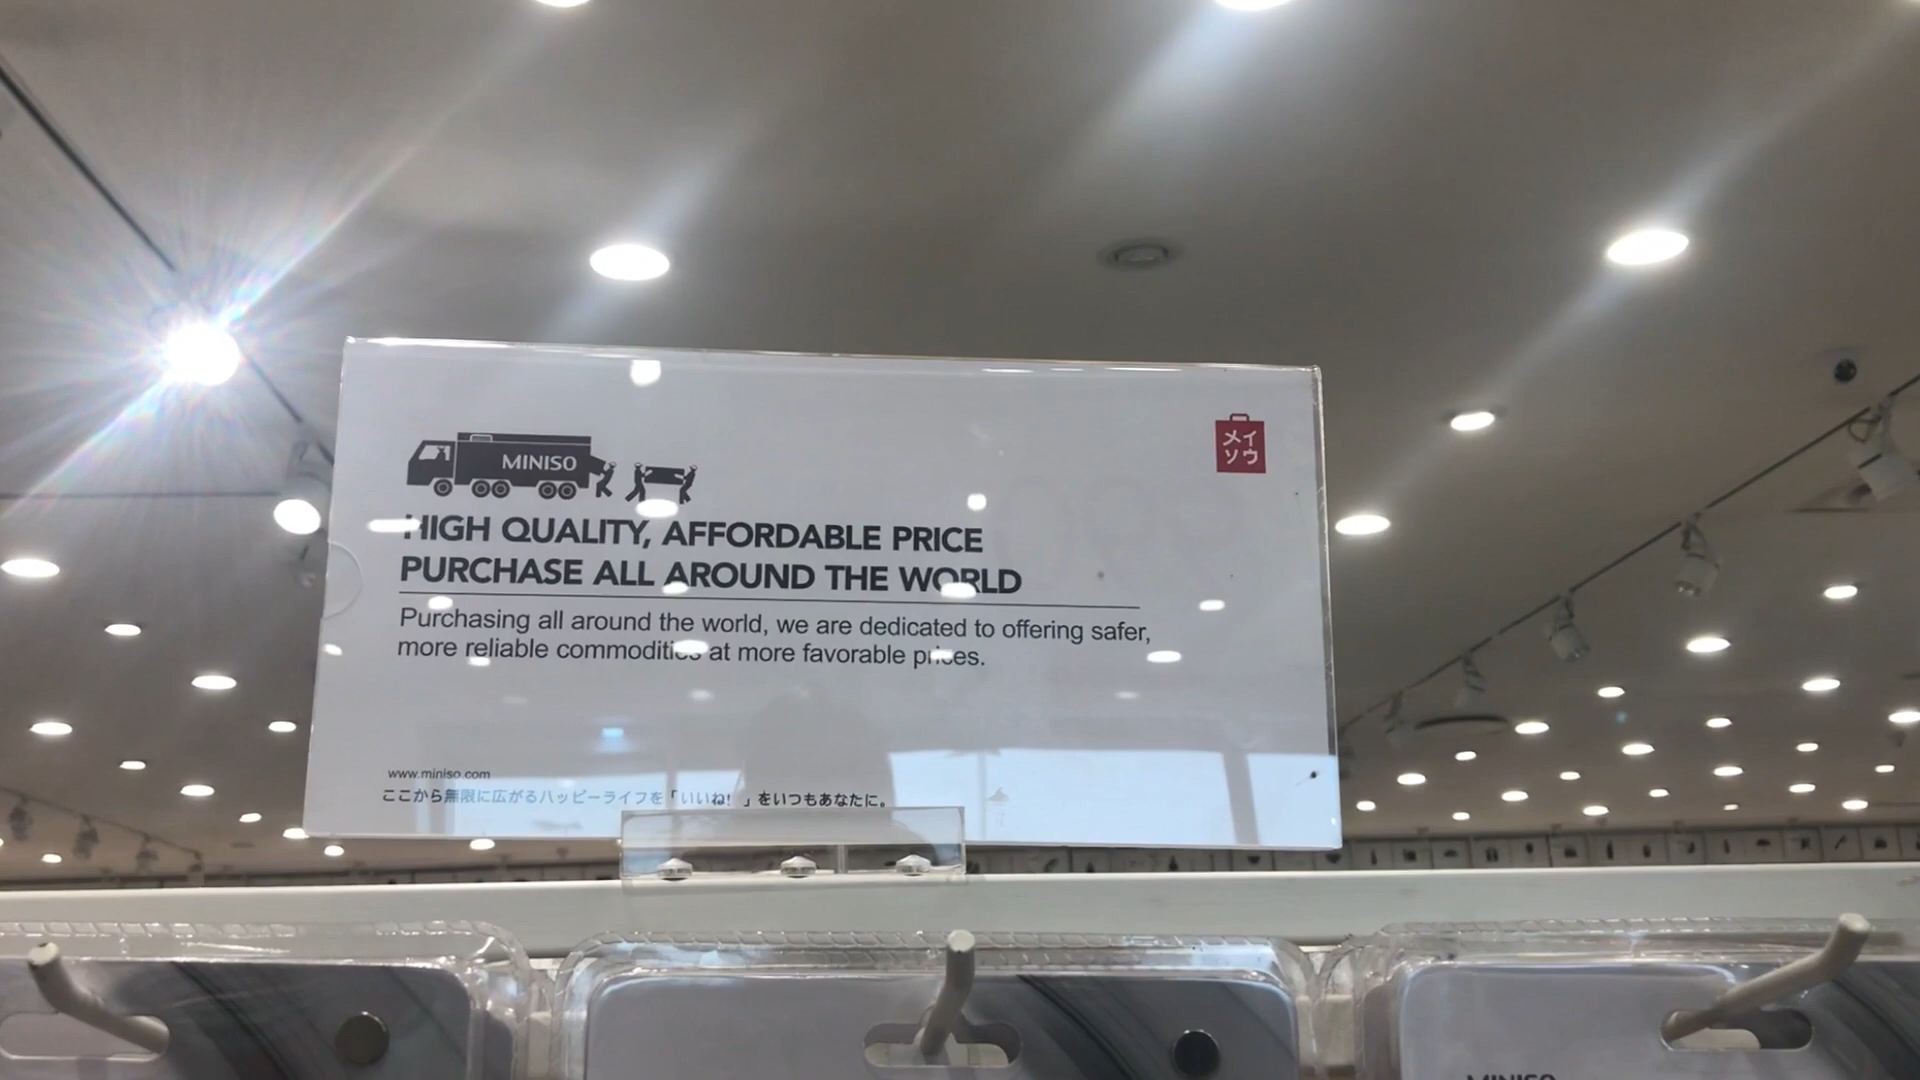 MINISO
メイ
ソウ
HIGH QUALITY, AFFORDABLE PRICE
PURCHASE ALL AROUND THE WORLD
Purchasing all around the world, we are dedicated to offering safer,
more reliable commodities at more favorable prices.
www.miniso.com
ここから無限に広がるハッピーライフを「いいね! 」をいつもあなたに。
MINISO